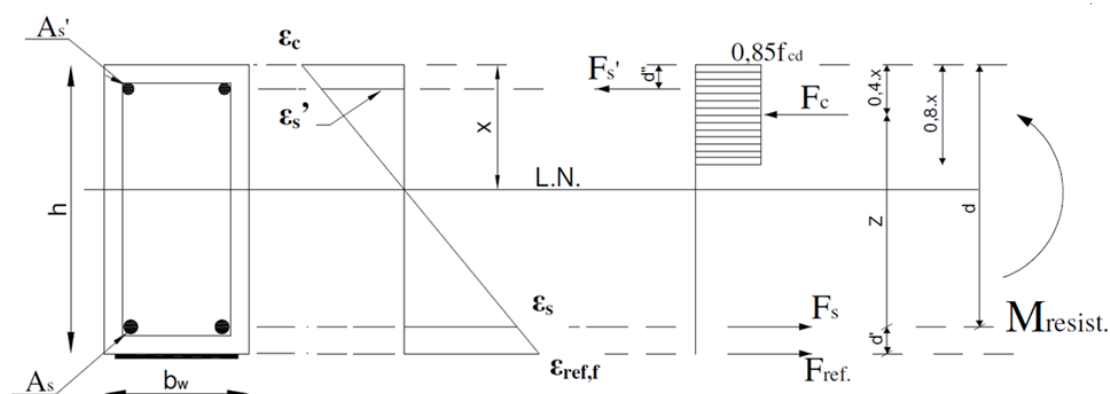 As'
εc
0,85fcd
Fs'
d"
0,4.x
Fc
εs’
x
0,8.x
L.N.
h
Z
d
εs
Fs
Mresist.
d'
εref,f
Fref.
As
bw